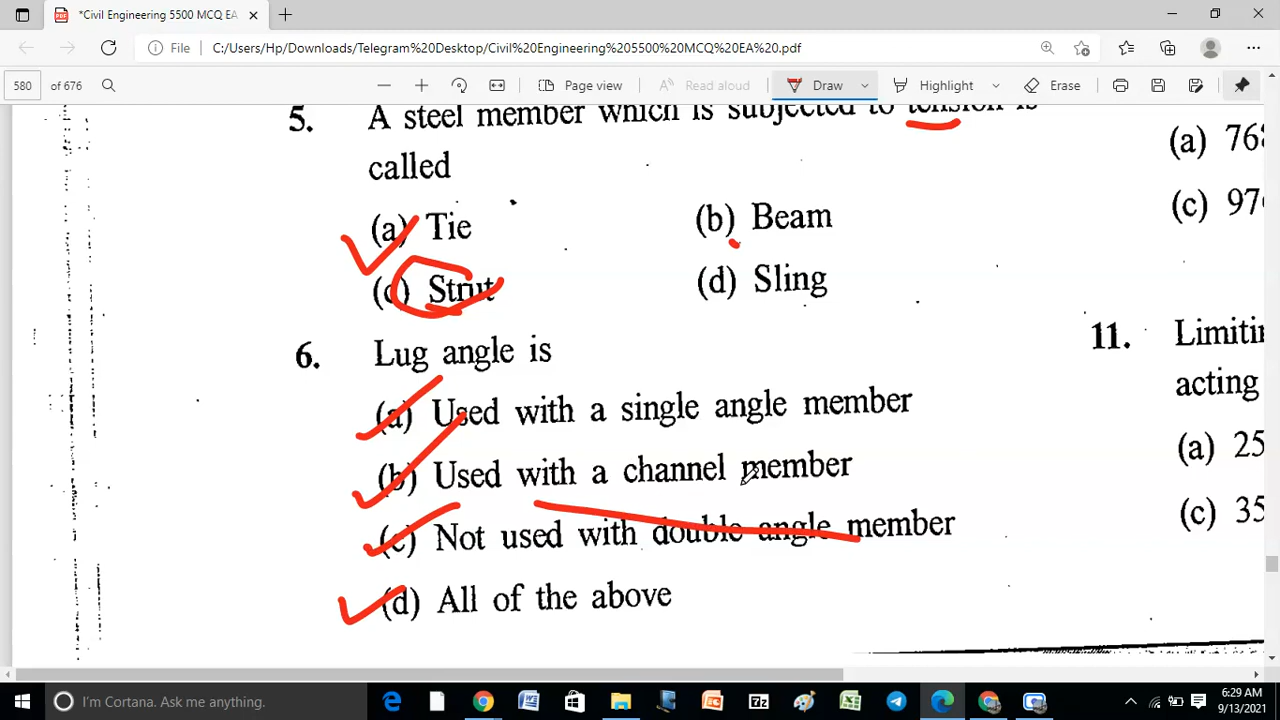 *Civil Engineering 5500 MCQ EA
File C:/Users/Hp/Downloads/Telegram%20Desktop/Civil%20Engineering%205500%20MCQ%20EA%20.pdf
580 of 676 Page view Read aloud Draw Highlight Erase
5. A steel member which is subjected to tension is
called
(a) Tie (b) Beam
(c) Strut (d) Sling
6. Lug angle is
(a) Used with a single angle member
(b) Used with a channel member
(c) Not used with double angle member
(d) All of the above
(a) 768
(c) 97
11. Limiti
acting
(a) 25
(c) 35
I'm Cortana. Ask me anything.
6:29 AM
9/13/2021